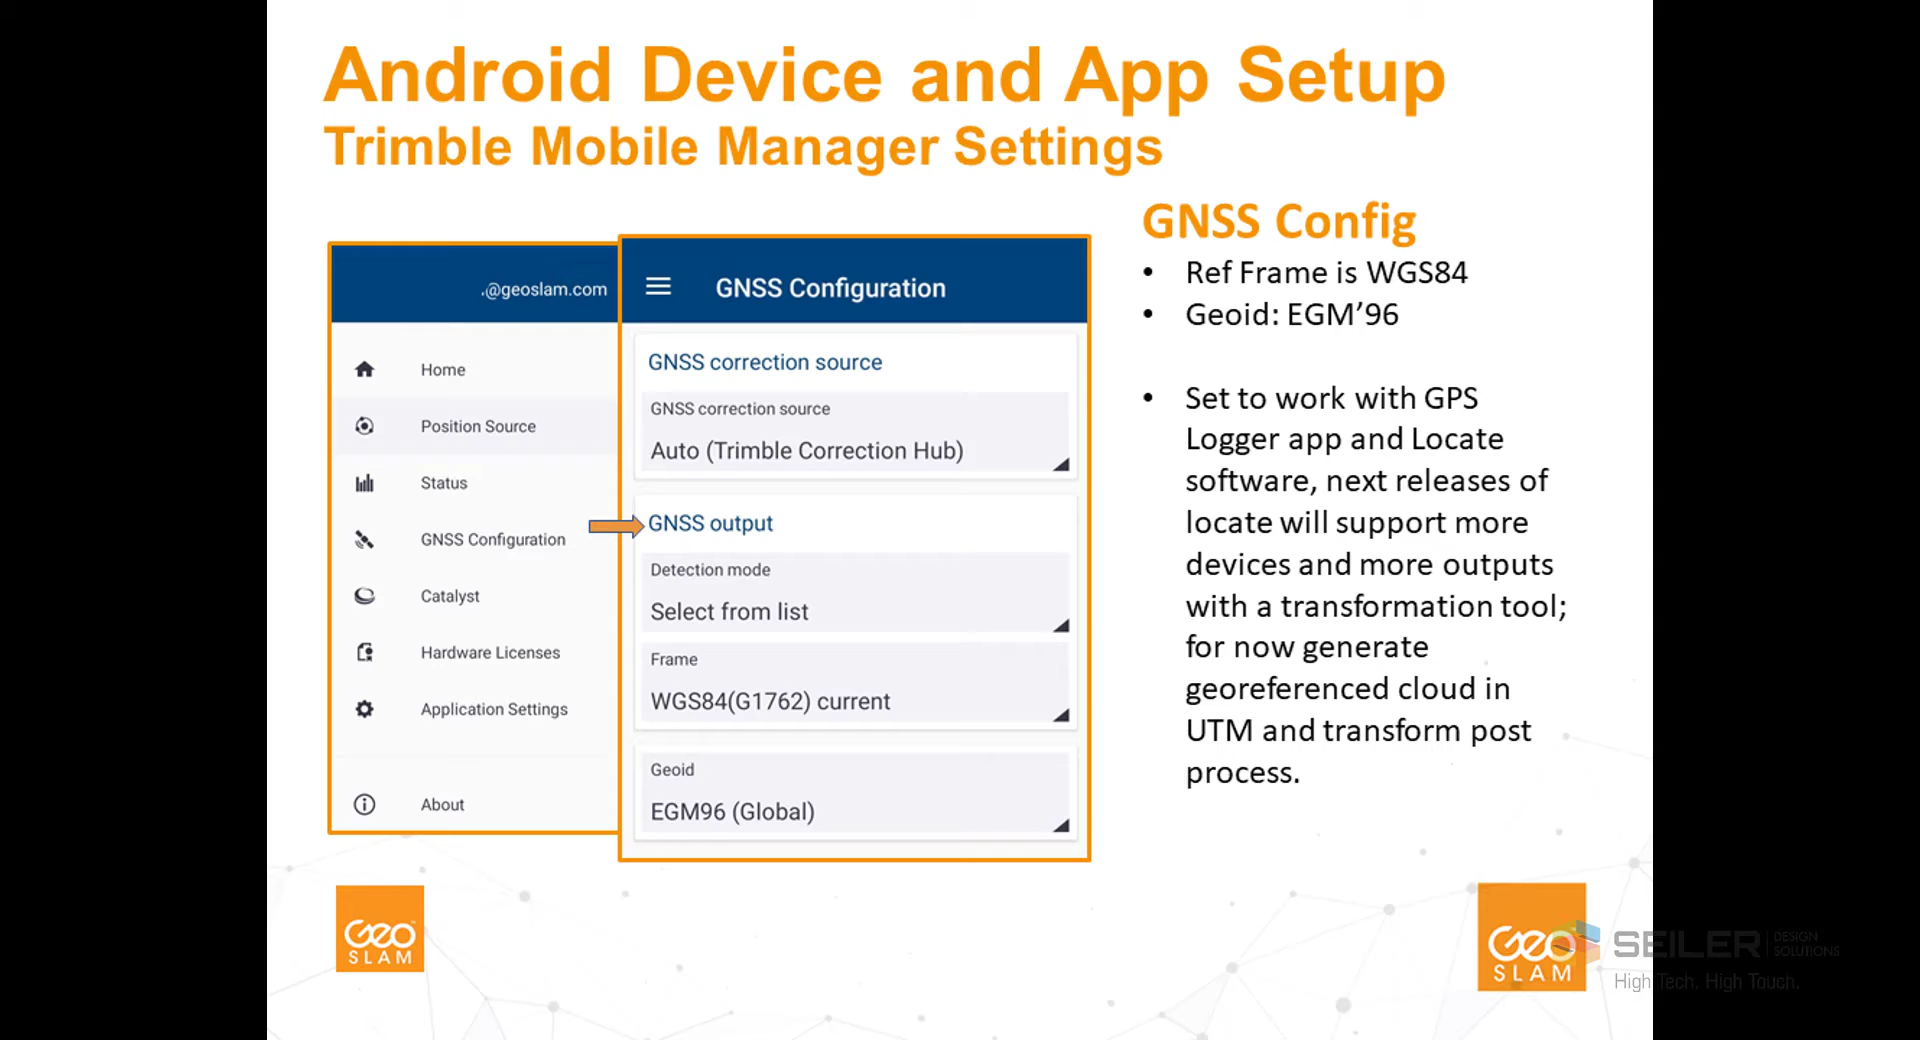 Android Device and App Setup
Trimble Mobile Manager Settings
.@geoslam.com
Home
Position Source
Status
GNSS Configuration
Catalyst
Hardware Licenses
Application Settings
About
GNSS Configuration
GNSS correction source
GNSS correction source
Auto (Trimble Correction Hub)
GNSS output
Detection mode
Select from list
Frame
WGS84(G1762) current
Geoid
EGM96 (Global)
GNSS Config
• Ref Frame is WGS84
• Geoid: EGM’96
• Set to work with GPS
Logger app and Locate
software, next releases of
locate will support more
devices and more outputs
with a transformation tool;
for now generate
georeferenced cloud in
UTM and transform post
process.
GEO
SLAM
GEO
SLAM
SEILER
DESIGN
SOLUTIONS
High Tech. High Touch.